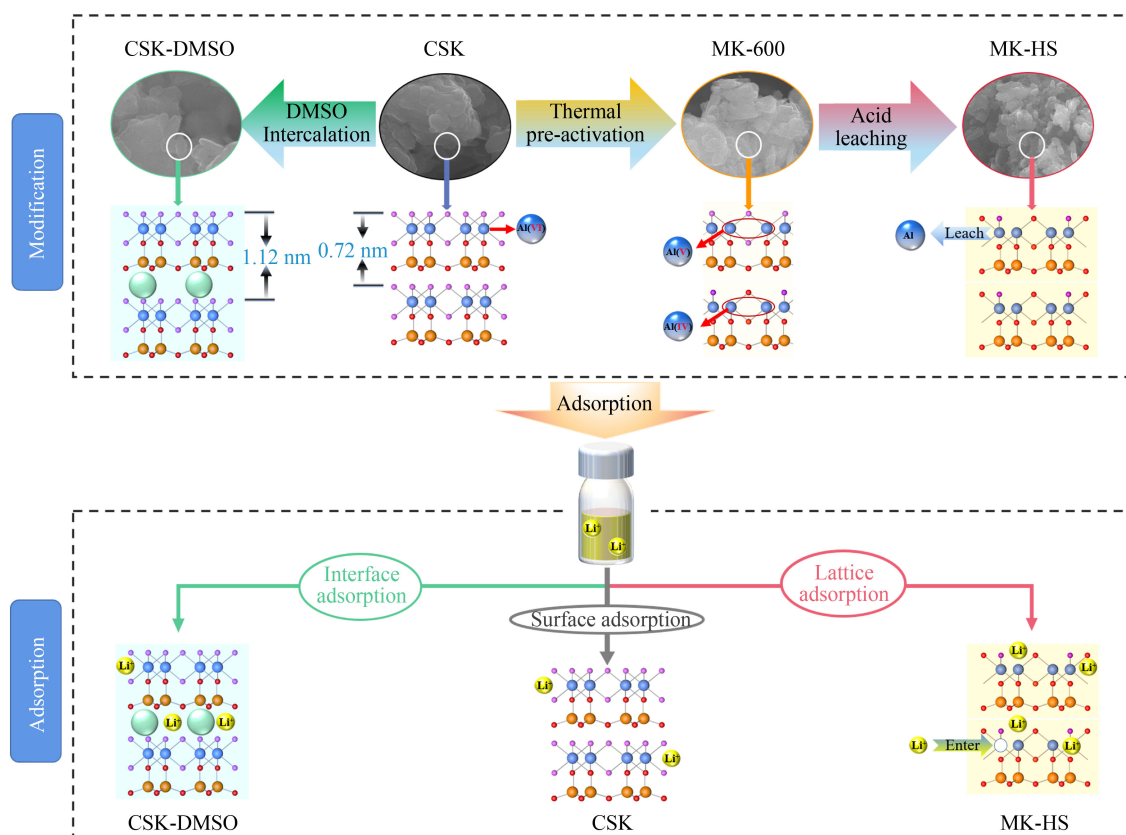 CSK-DMSO
CSK
MK-600
MK-HS
DMSO
Intercalation
Thermal
pre-activation
Acid
leaching
Modification
1.12 nm
0.72 nm
Al(VI)
Al(V)
Al(IV)
Al
Leach
Adsorption
Li⁺
Li⁺
Interface
adsorption
Lattice
adsorption
Surface adsorption
Adsorption
Li⁺
Li⁺
Li⁺
Li⁺
Li⁺
Li⁺
Li⁺
Li⁺
Li⁺
Li⁺
Enter
CSK-DMSO
CSK
MK-HS